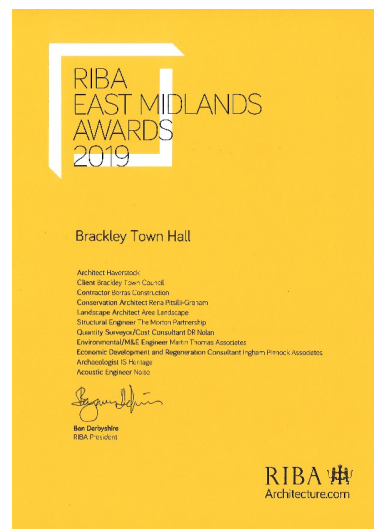 RIBA
EAST MIDLANDS
AWARDS
2019
Brackley Town Hall
Architect Haverstock
Client Brackley Town Council
Contractor Borras Construction
Conservation Architect Rena Pitsilli-Graham
Landscape Architect Area Landscape
Structural Engineer The Morton Partnership
Quantity Surveyor/Cost Consultant DR Nolan
Environmental/M&E Engineer Martin Thomas Associates
Economic Development and Regeneration Consultant Ingham Pinnock Associates
Archaeologist IS Heritage
Acoustic Engineer Noise
Ben Derbyshire
RIBA President
RIBA
Architecture.com